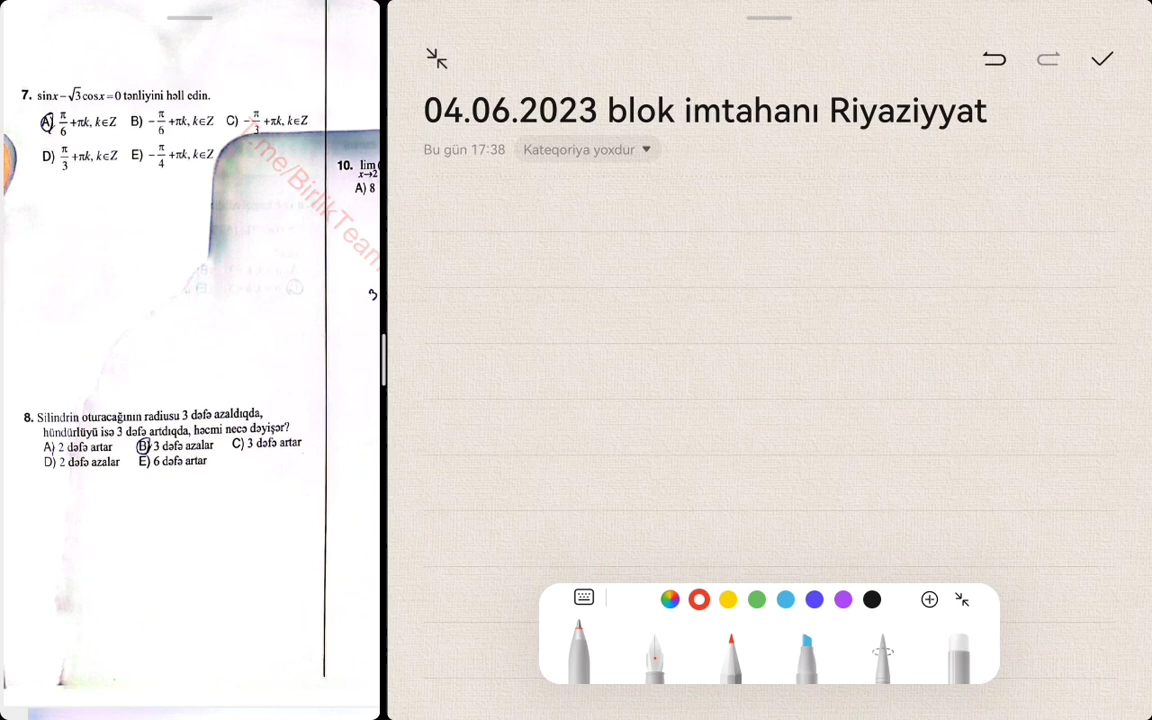 7. sinx−√3cosx=0 tənliyini həll edin.
A) π/6+πk, k∈Z B) −π/6+πk, k∈Z C) −π/3+πk, k∈Z
D) π/3+πk, k∈Z E) −π/4+πk, k∈Z
8. Silindrin oturacağının radiusu 3 dəfə azaldıqda,
hündürlüyü isə 3 dəfə artdıqda, həcmi necə dəyişər?
A) 2 dəfə artar B) 3 dəfə azalar C) 3 dəfə artar
D) 2 dəfə azalar E) 6 dəfə artar
10. lim
x→2
A) 8
t.me/BirlikTeam
04.06.2023 blok imtahanı Riyaziyyat
Bu gün 17:38 Kateqoriya yoxdur